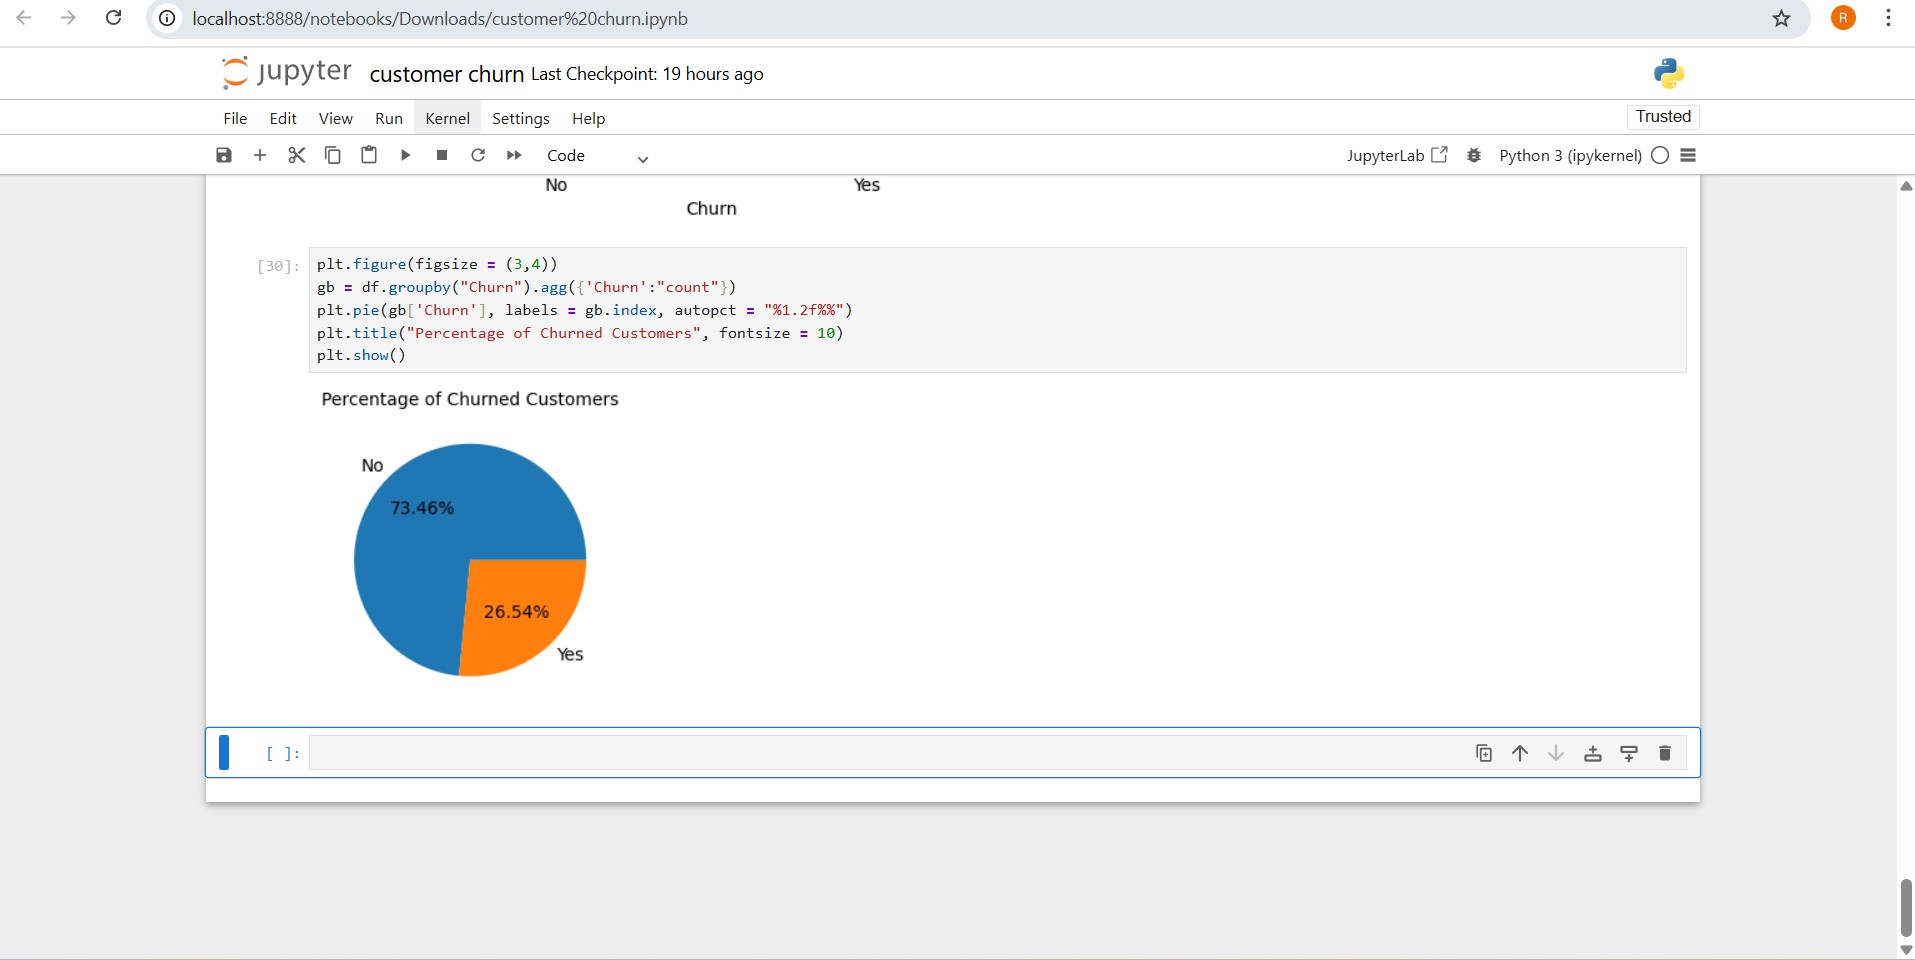 localhost:8888/notebooks/Downloads/customer%20churn.ipynb
R
jupyter customer churn Last Checkpoint: 19 hours ago
File Edit View Run Kernel Settings Help
Trusted
Code
JupyterLab Python 3 (ipykernel)
No Yes
Churn
[30]:
plt.figure(figsize = (3,4))
gb = df.groupby("Churn").agg({'Churn':"count"})
plt.pie(gb['Churn'], labels = gb.index, autopct = "%1.2f%%")
plt.title("Percentage of Churned Customers", fontsize = 10)
plt.show()
Percentage of Churned Customers
No
73.46%
26.54%
Yes
[ ]: